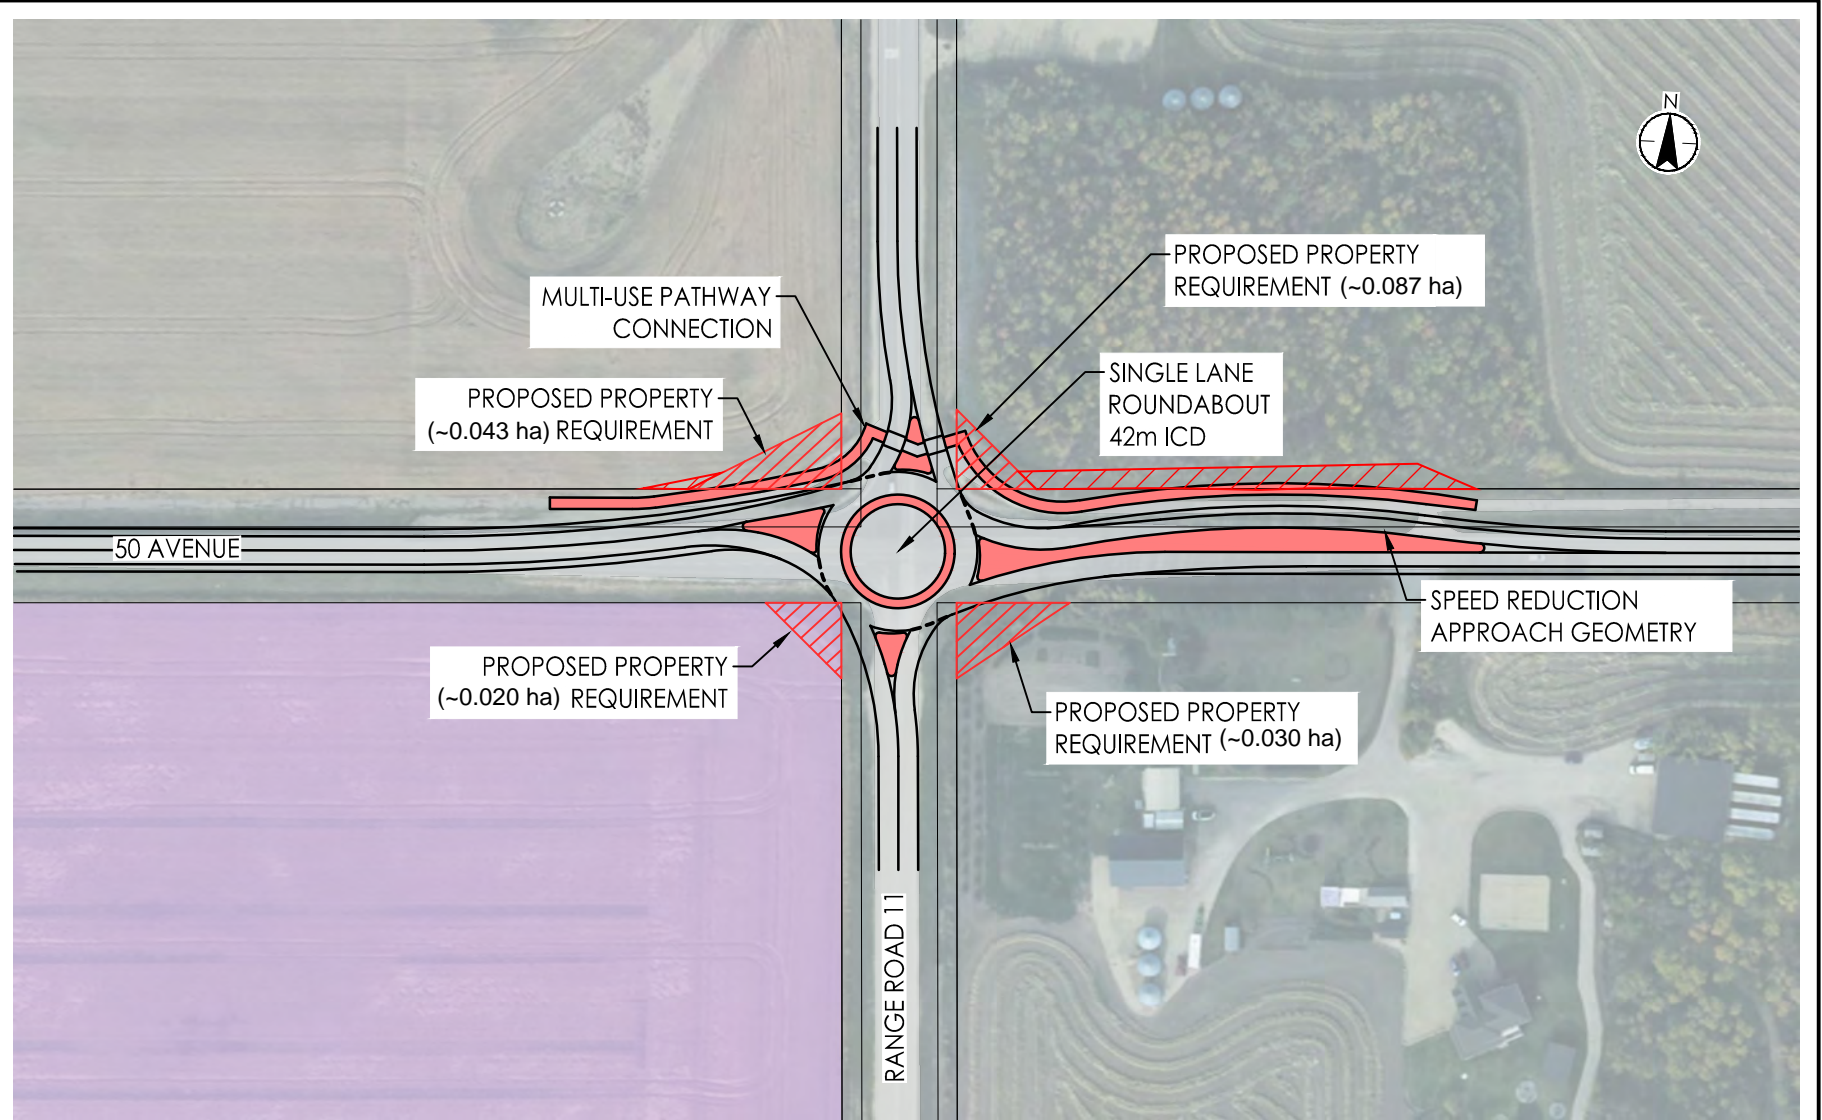 N
PROPOSED PROPERTY
REQUIREMENT (~0.087 ha)
MULTI-USE PATHWAY
CONNECTION
SINGLE LANE
ROUNDABOUT
42m ICD
PROPOSED PROPERTY
(~0.043 ha) REQUIREMENT
50 AVENUE
SPEED REDUCTION
APPROACH GEOMETRY
PROPOSED PROPERTY
(~0.020 ha) REQUIREMENT
PROPOSED PROPERTY
REQUIREMENT (~0.030 ha)
RANGE ROAD 11